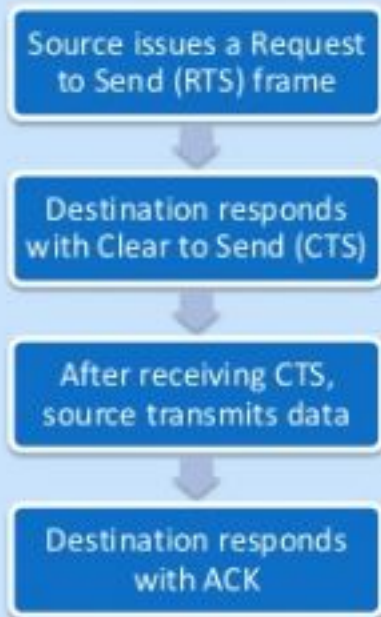 Source issues a Request
to Send (RTS) frame
Destination responds
with Clear to Send (CTS)
After receiving CTS,
source transmits data
Destination responds
with ACK